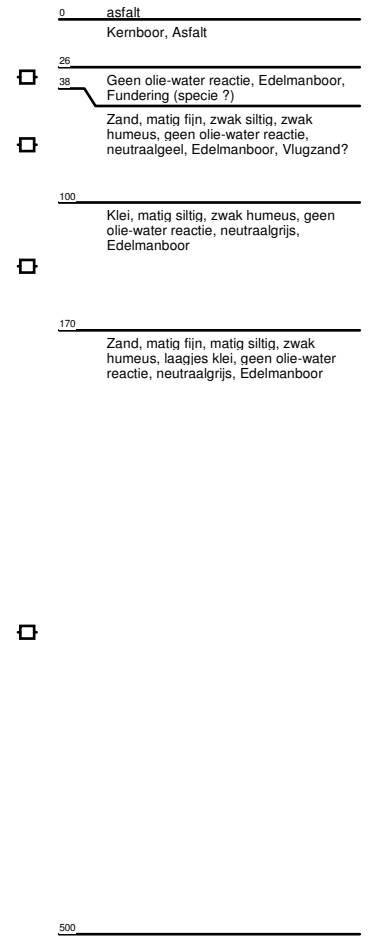 0 asfalt
Kernboor, Asfalt
26
38
Geen olie-water reactie, Edelmanboor,
Fundering (specie ?)
Zand, matig fijn, zwak siltig, zwak
humeus, geen olie-water reactie,
neutraalgeel, Edelmanboor, Vlugzand?
100
Klei, matig siltig, zwak humeus, geen
olie-water reactie, neutraalgrijs,
Edelmanboor
170
Zand, matig fijn, matig siltig, zwak
humeus, laagjes klei, geen olie-water
reactie, neutraalgrijs, Edelmanboor
500